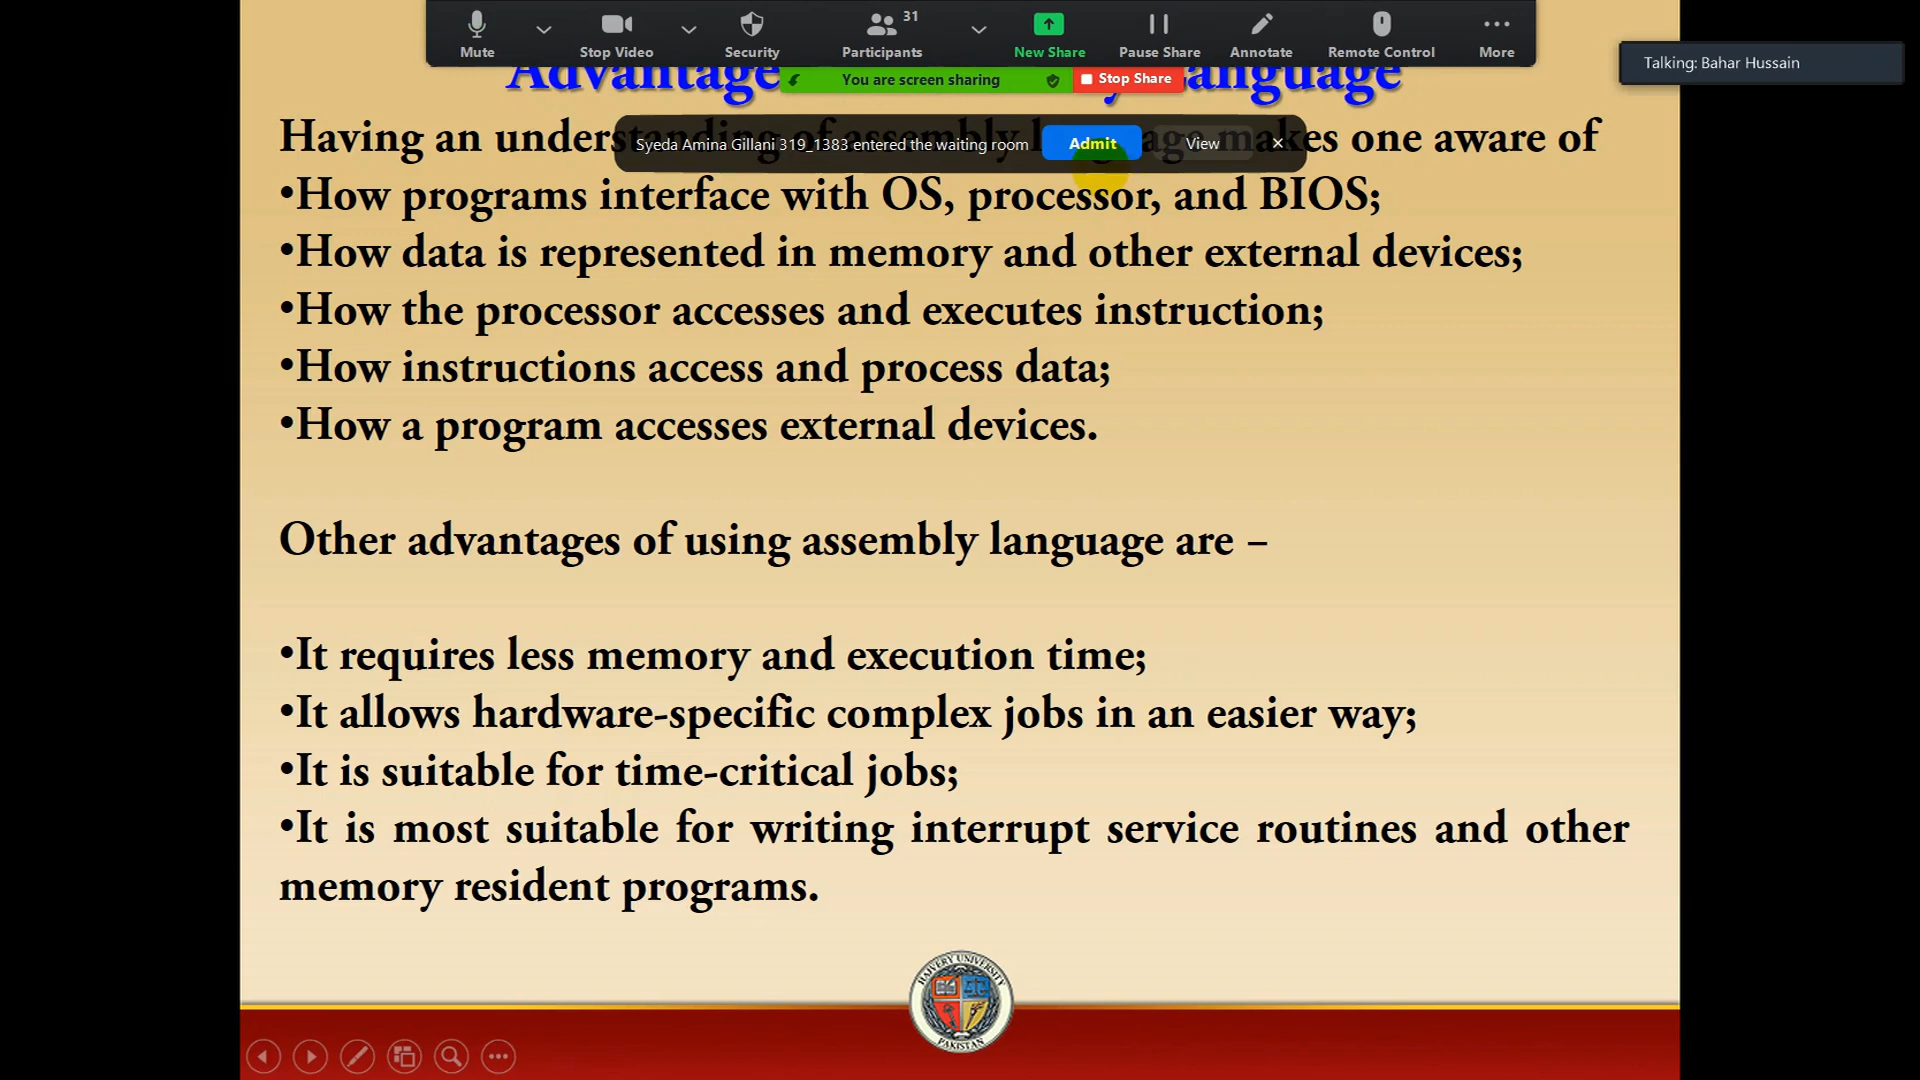 31
Mute
Stop Video
Security
Participants
New Share
Pause Share
Annotate
Remote Control
More
Talking: Bahar Hussain
You are screen sharing
Stop Share
Advantage
Language
Syeda Amina Gillani 319_1383 entered the waiting room
Admit
View
Having an understanding of assembly language makes one aware of
•How programs interface with OS, processor, and BIOS;
•How data is represented in memory and other external devices;
•How the processor accesses and executes instruction;
•How instructions access and process data;
•How a program accesses external devices.
Other advantages of using assembly language are –
•It requires less memory and execution time;
•It allows hardware-specific complex jobs in an easier way;
•It is suitable for time-critical jobs;
•It is most suitable for writing interrupt service routines and other
memory resident programs.
UNIVERSITY
PAKISTAN